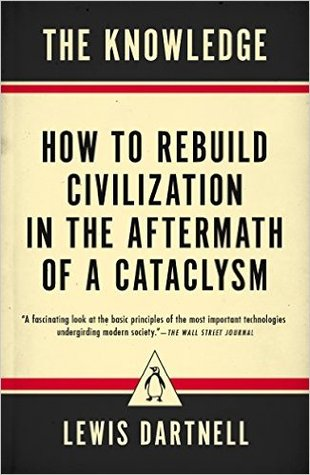 THE KNOWLEDGE
HOW TO REBUILD
CIVILIZATION
IN THE AFTERMATH
OF A CATACLYSM
"A fascinating look at the basic principles of the most important technologies
undergirding modern society."—THE WALL STREET JOURNAL
LEWIS DARTNELL